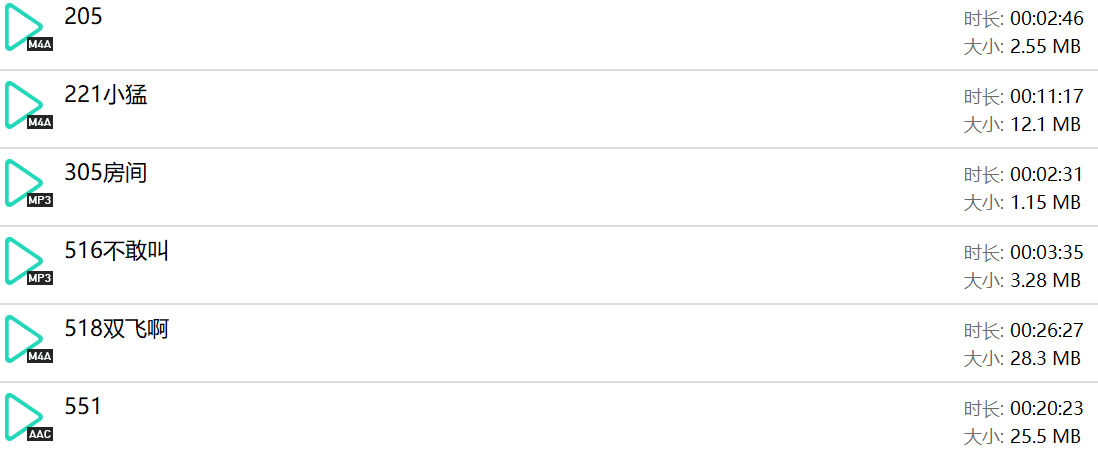 205
时长: 00:02:46
M4A
大小: 2.55 MB
221小猛
时长: 00:11:17
M4A
大小: 12.1 MB
305房间
时长: 00:02:31
MP3
大小: 1.15 MB
516不敢叫
时长: 00:03:35
MP3
大小: 3.28 MB
518双飞啊
时长: 00:26:27
M4A
大小: 28.3 MB
551
时长: 00:20:23
AAC
大小: 25.5 MB